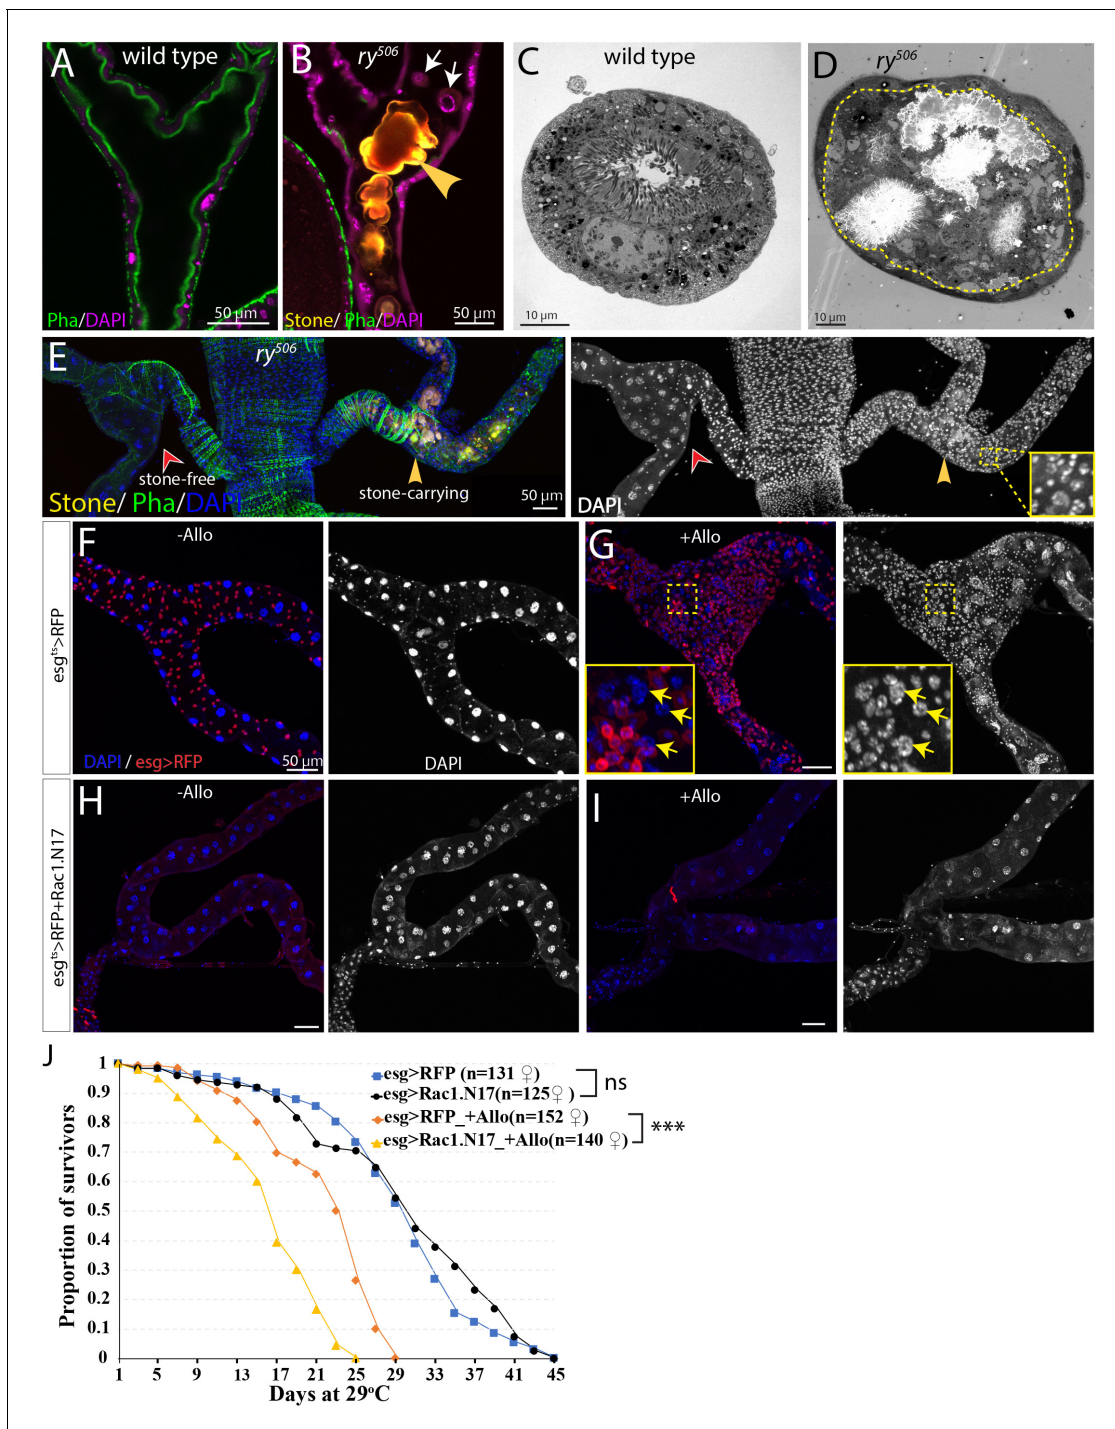 A wild type
B ry506
C wild type
D ry506
Pha/DAPI 50 µm
Stone/ Pha/DAPI 50 µm
10 µm
10 µm
E ry506
stone-free
stone-carrying
Stone/ Pha/DAPI
50 µm
DAPI
F -Allo
G +Allo
esgts>RFP
DAPI / esg>RFP 50 µm
DAPI
H -Allo
I +Allo
esgts>RFP+Rac1.N17
J
esg>RFP (n=131 ♀)
esg>Rac1.N17(n=125♀)
ns
esg>RFP_+Allo(n=152 ♀)
esg>Rac1.N17_+Allo(n=140 ♀)
***
Proportion of survivors
1
0.9
0.8
0.7
0.6
0.5
0.4
0.3
0.2
0.1
0
1 5 9 13 17 21 25 29 33 37 41 45
Days at 29oC